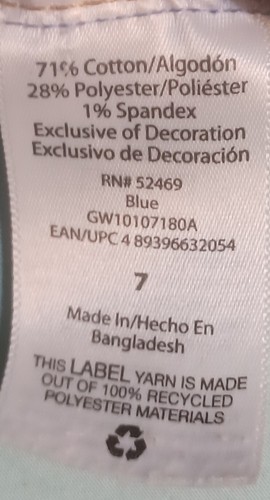 71% Cotton/Algodón
28% Polyester/Poliéster
1% Spandex
Exclusive of Decoration
Exclusivo de Decoración
RN# 52469
Blue
GW10107180A
EAN/UPC 4 89396632054
7
Made In/Hecho En
Bangladesh
THIS LABEL YARN IS MADE
OUT OF 100% RECYCLED
POLYESTER MATERIALS